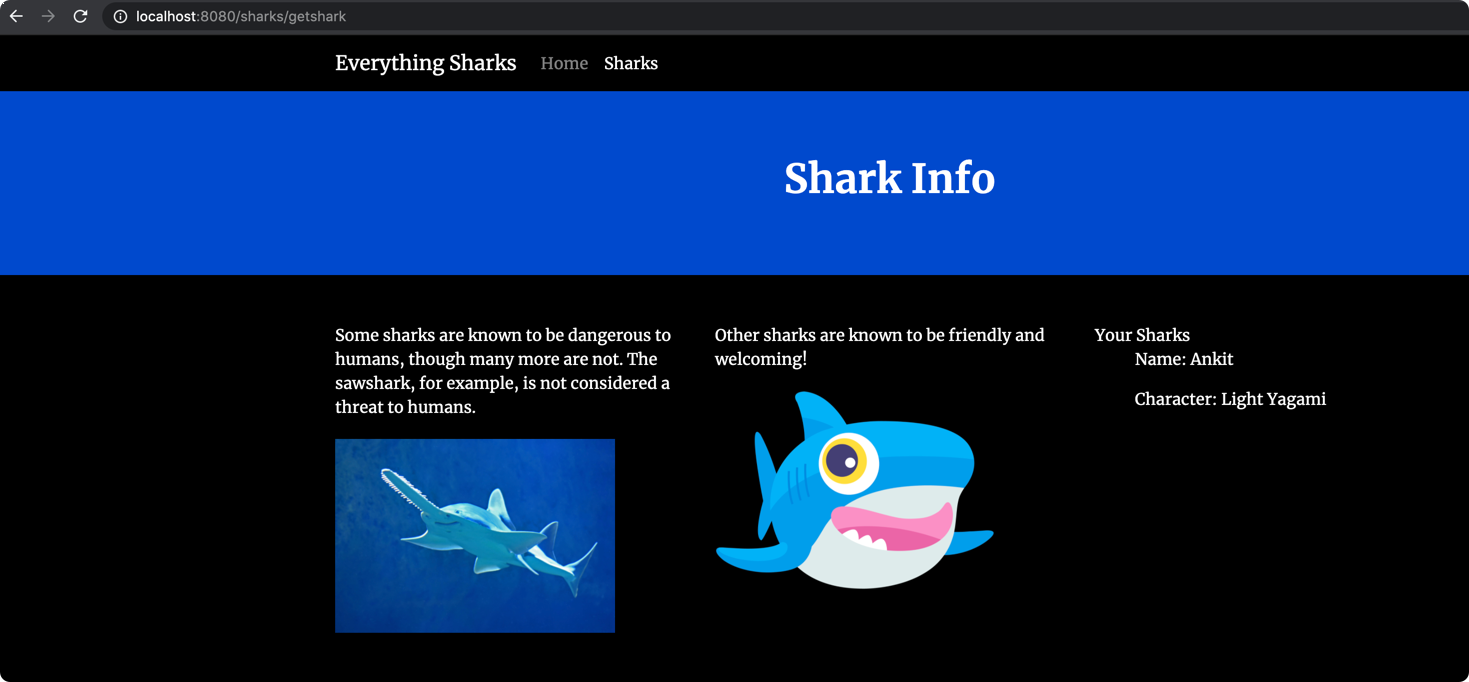 localhost:8080/sharks/getshark
Everything Sharks Home Sharks
Shark Info
Some sharks are known to be dangerous to
humans, though many more are not. The
sawshark, for example, is not considered a
threat to humans.
Other sharks are known to be friendly and
welcoming!
Your Sharks
Name: Ankit
Character: Light Yagami